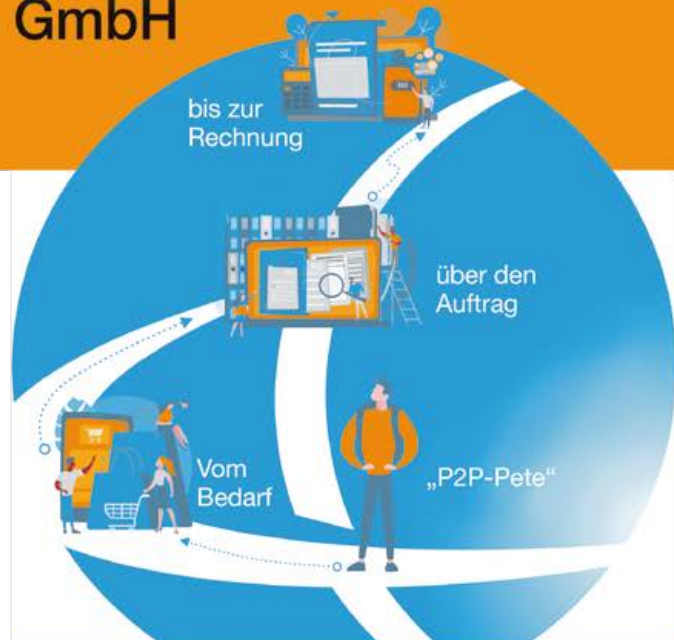 GmbH
bis zur
Rechnung
über den
Auftrag
Vom
Bedarf
„P2P-Pete“